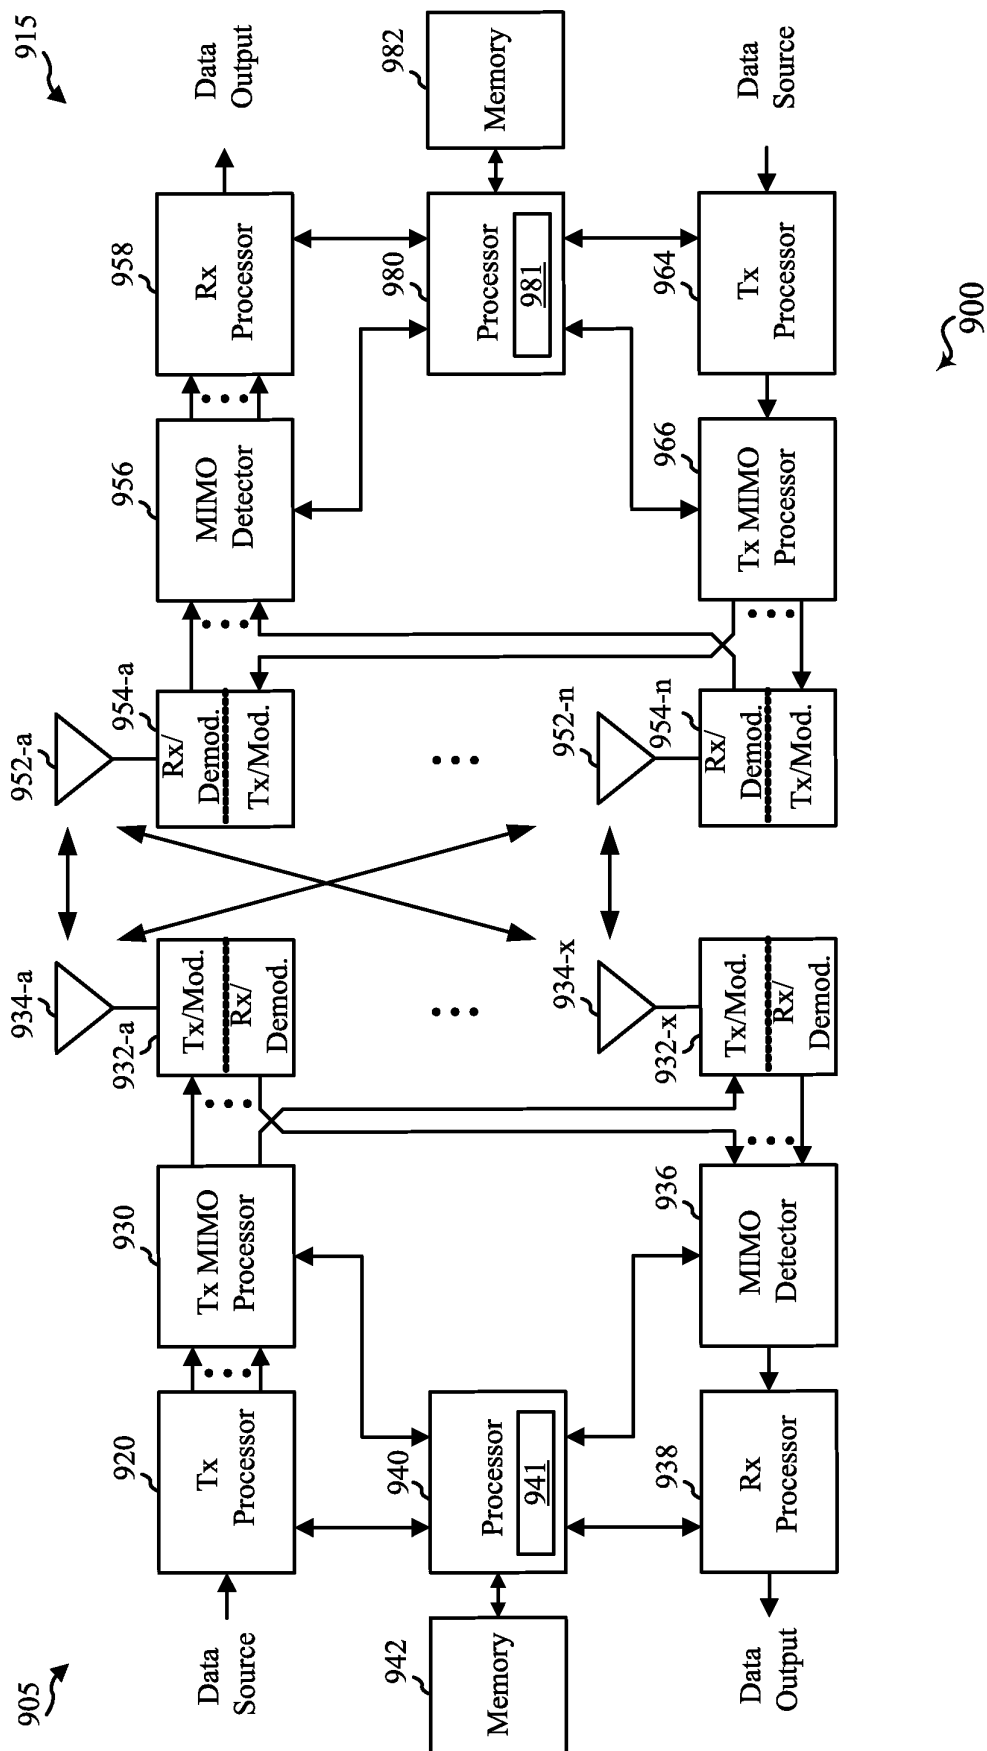 905
915
Data
Source
920
Tx
Processor
930
Tx MIMO
Processor
932-a
Tx/Mod.
Rx/
Demod.
934-a
952-a
954-a
Rx/
Demod.
Tx/Mod.
956
MIMO
Detector
958
Rx
Processor
Data
Output
942
Memory
940
Processor
941
980
Processor
981
982
Memory
Data
Output
938
Rx
Processor
936
MIMO
Detector
932-x
Tx/Mod.
Rx/
Demod.
934-x
952-n
954-n
Rx/
Demod.
Tx/Mod.
966
Tx MIMO
Processor
964
Tx
Processor
Data
Source
900